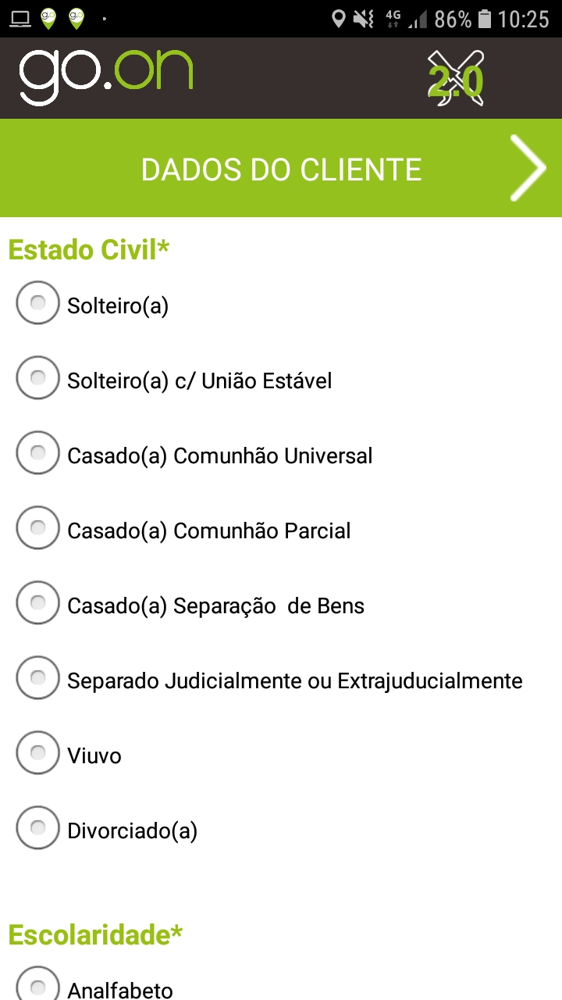 4G 86% 10:25
go.on 2.0
DADOS DO CLIENTE
Estado Civil*
Solteiro(a)
Solteiro(a) c/ União Estável
Casado(a) Comunhão Universal
Casado(a) Comunhão Parcial
Casado(a) Separação  de Bens
Separado Judicialmente ou Extrajuducialmente
Viuvo
Divorciado(a)
Escolaridade*
Analfabeto